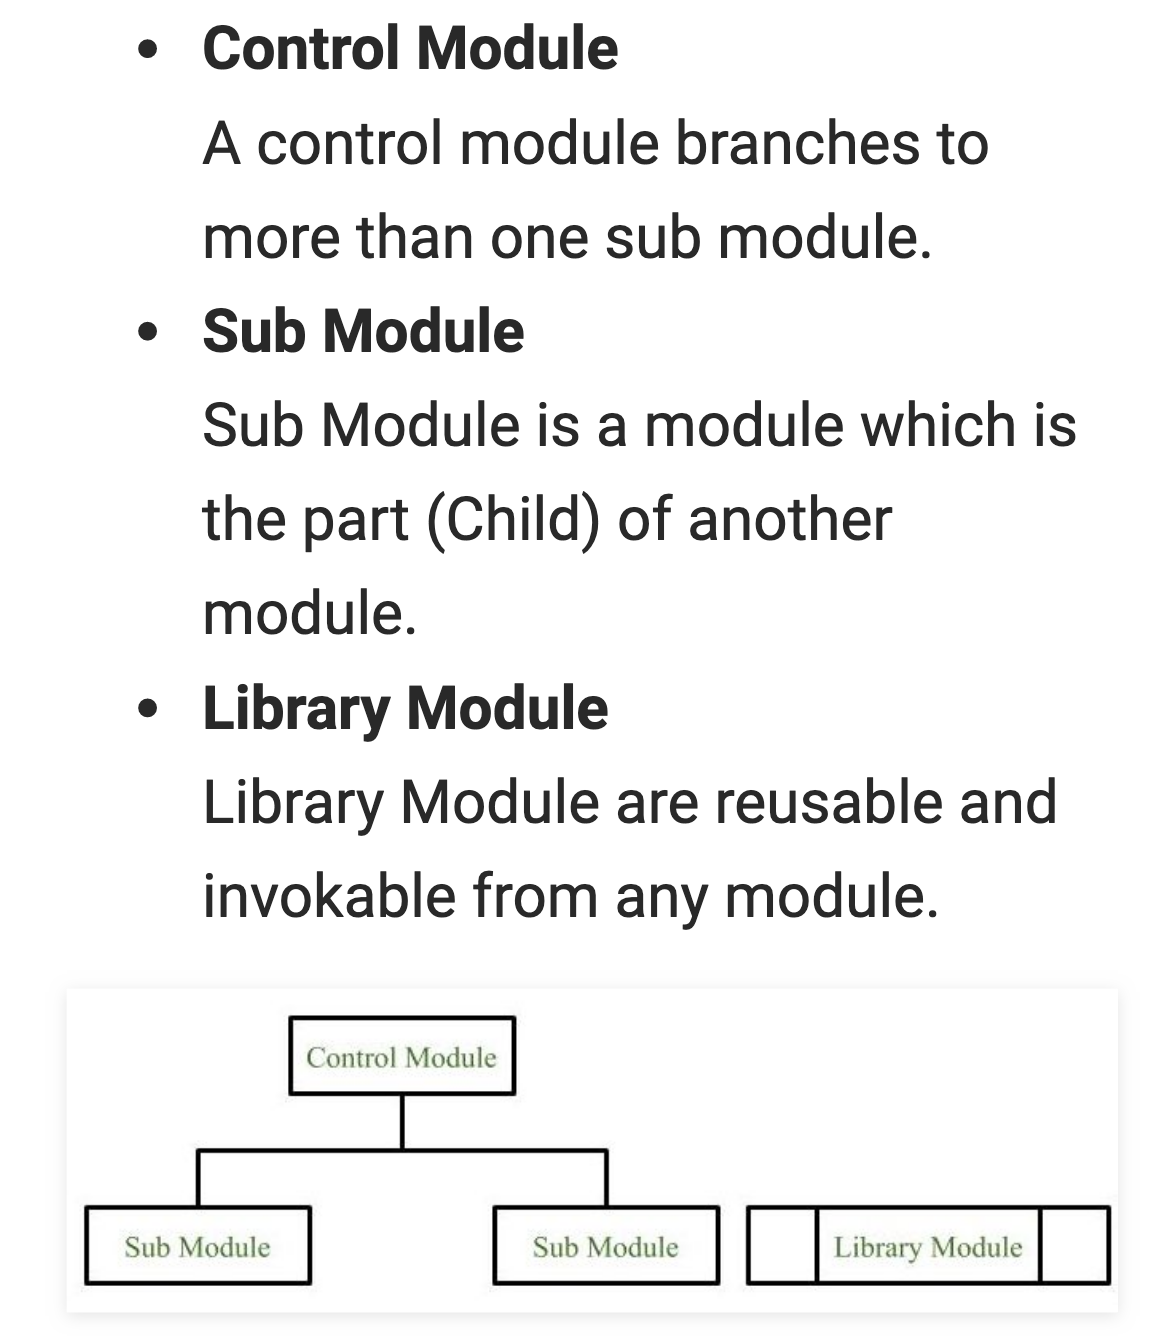 • Control Module
A control module branches to
more than one sub module.
• Sub Module
Sub Module is a module which is
the part (Child) of another
module.
• Library Module
Library Module are reusable and
invokable from any module.
Control Module
Sub Module
Sub Module
Library Module